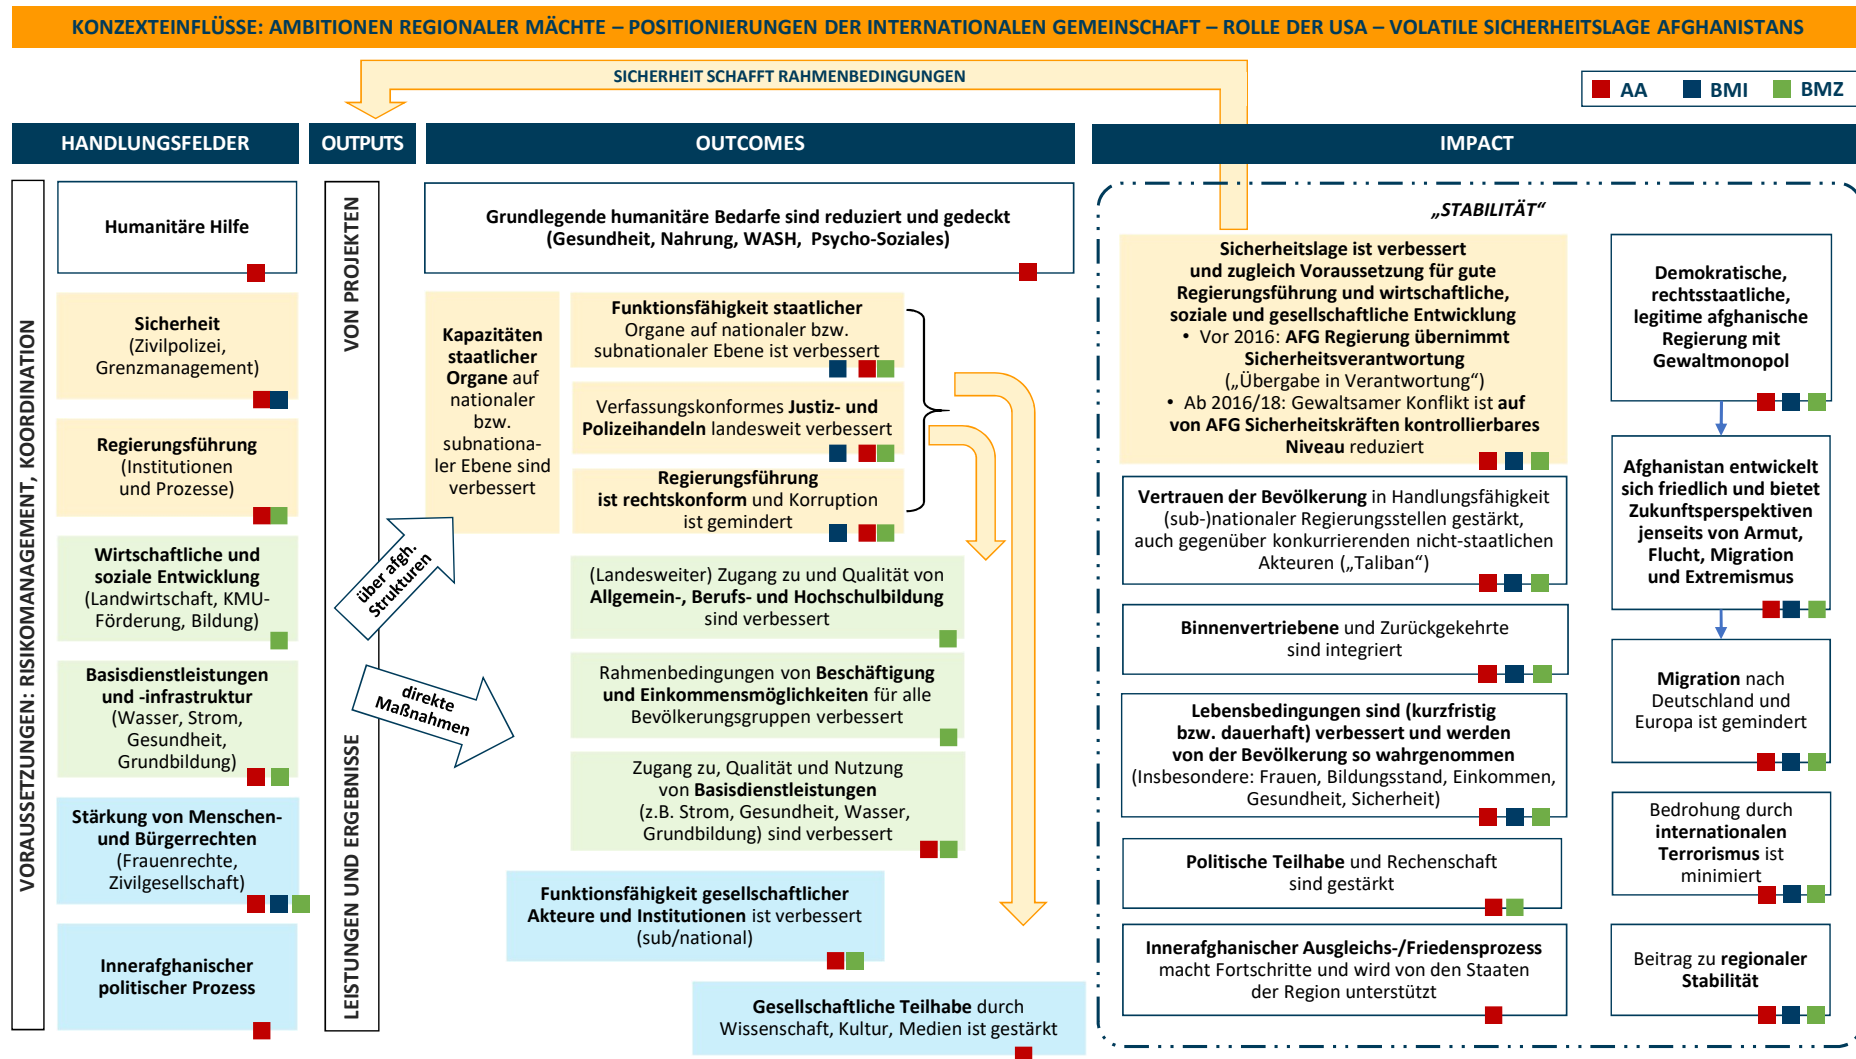 KONZEXTEINFLÜSSE: AMBITIONEN REGIONALER MÄCHTE – POSITIONIERUNGEN DER INTERNATIONALEN GEMEINSCHAFT – ROLLE DER USA – VOLATILE SICHERHEITSLAGE AFGHANISTANS
SICHERHEIT SCHAFFT RAHMENBEDINGUNGEN
AA
BMI
BMZ
HANDLUNGSFELDER
OUTPUTS
OUTCOMES
IMPACT
VORAUSSETZUNGEN: RISIKOMANAGEMENT, KOORDINATION
Humanitäre Hilfe
Sicherheit
(Zivilpolizei,
Grenzmanagement)
Regierungsführung
(Institutionen
und Prozesse)
Wirtschaftliche und
soziale Entwicklung
(Landwirtschaft, KMU-
Förderung, Bildung)
Basisdienstleistungen
und -infrastruktur
(Wasser, Strom,
Gesundheit,
Grundbildung)
Stärkung von Menschen-
und Bürgerrechten
(Frauenrechte,
Zivilgesellschaft)
Innerafghanischer
politischer Prozess
LEISTUNGEN UND ERGEBNISSE
VON PROJEKTEN
über afgh.
Strukturen
direkte
Maßnahmen
Grundlegende humanitäre Bedarfe sind reduziert und gedeckt
(Gesundheit, Nahrung, WASH, Psycho-Soziales)
Kapazitäten
staatlicher
Organe auf
nationaler
bzw.
subnationa-
ler Ebene sind
verbessert
Funktionsfähigkeit staatlicher
Organe auf nationaler bzw.
subnationaler Ebene ist verbessert
Verfassungskonformes Justiz- und
Polizeihandeln landesweit verbessert
Regierungsführung
ist rechtskonform und Korruption
ist gemindert
(Landesweiter) Zugang zu und Qualität von
Allgemein-, Berufs- und Hochschulbildung
sind verbessert
Rahmenbedingungen von Beschäftigung
und Einkommensmöglichkeiten für alle
Bevölkerungsgruppen verbessert
Zugang zu, Qualität und Nutzung
von Basisdienstleistungen
(z.B. Strom, Gesundheit, Wasser,
Grundbildung) sind verbessert
Funktionsfähigkeit gesellschaftlicher
Akteure und Institutionen ist verbessert
(sub/national)
Gesellschaftliche Teilhabe durch
Wissenschaft, Kultur, Medien ist gestärkt
„STABILITÄT“
Sicherheitslage ist verbessert
und zugleich Voraussetzung für gute
Regierungsführung und wirtschaftliche,
soziale und gesellschaftliche Entwicklung
• Vor 2016: AFG Regierung übernimmt
Sicherheitsverantwortung
(„Übergabe in Verantwortung“)
• Ab 2016/18: Gewaltsamer Konflikt ist auf
von AFG Sicherheitskräften kontrollierbares
Niveau reduziert
Vertrauen der Bevölkerung in Handlungsfähigkeit
(sub-)nationaler Regierungsstellen gestärkt,
auch gegenüber konkurrierenden nicht-staatlichen
Akteuren („Taliban“)
Binnenvertriebene und Zurückgekehrte
sind integriert
Lebensbedingungen sind (kurzfristig
bzw. dauerhaft) verbessert und werden
von der Bevölkerung so wahrgenommen
(Insbesondere: Frauen, Bildungsstand, Einkommen,
Gesundheit, Sicherheit)
Politische Teilhabe und Rechenschaft
sind gestärkt
Innerafghanischer Ausgleichs-/Friedensprozess
macht Fortschritte und wird von den Staaten
der Region unterstützt
Demokratische,
rechtsstaatliche,
legitime afghanische
Regierung mit
Gewaltmonopol
Afghanistan entwickelt
sich friedlich und bietet
Zukunftsperspektiven
jenseits von Armut,
Flucht, Migration
und Extremismus
Migration nach
Deutschland und
Europa ist gemindert
Bedrohung durch
internationalen
Terrorismus ist
minimiert
Beitrag zu regionaler
Stabilität